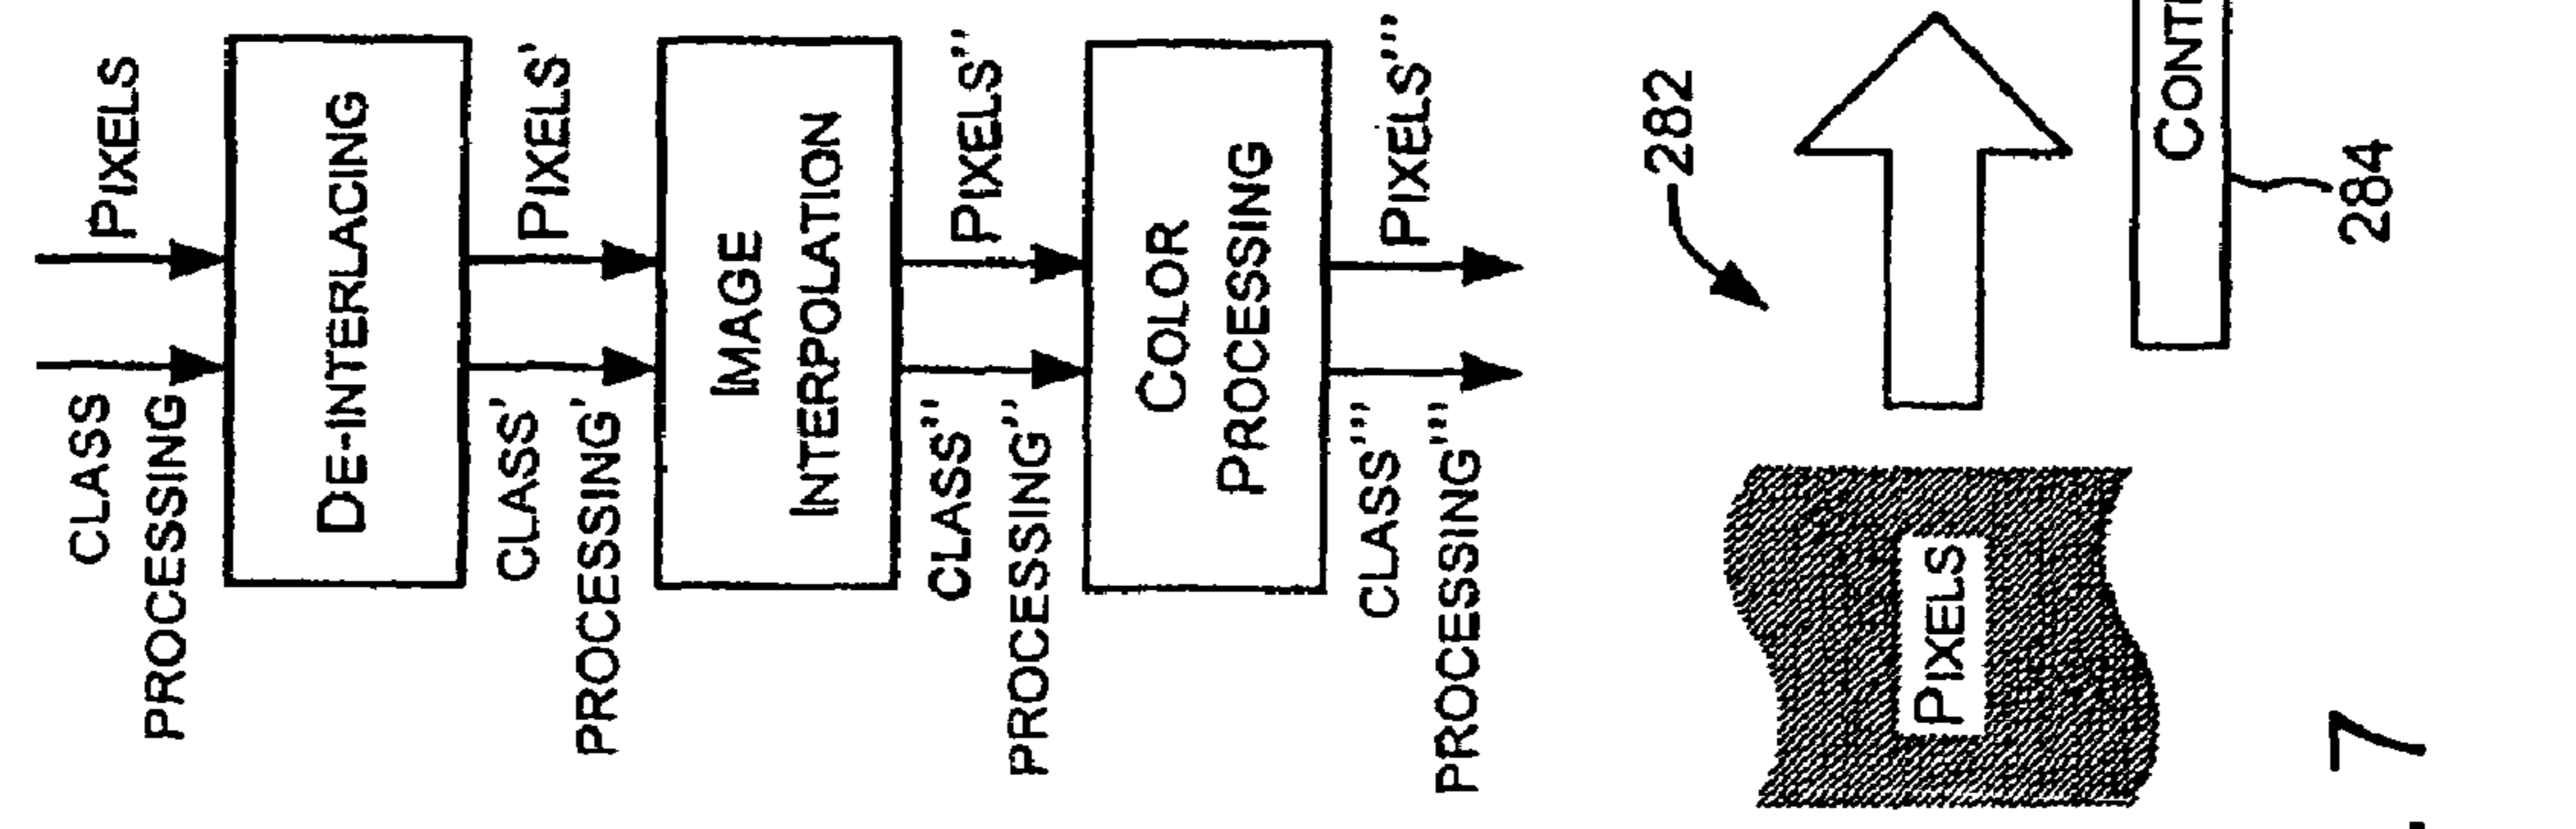 PIXELS
CLASS
PROCESSING
DE-INTERLACING
PIXELS'
CLASS'
PROCESSING'
IMAGE
INTERPOLATION
PIXELS''
CLASS''
PROCESSING''
COLOR
PROCESSING
PIXELS'''
CLASS'''
PROCESSING'''
282
PIXELS
284
. 7